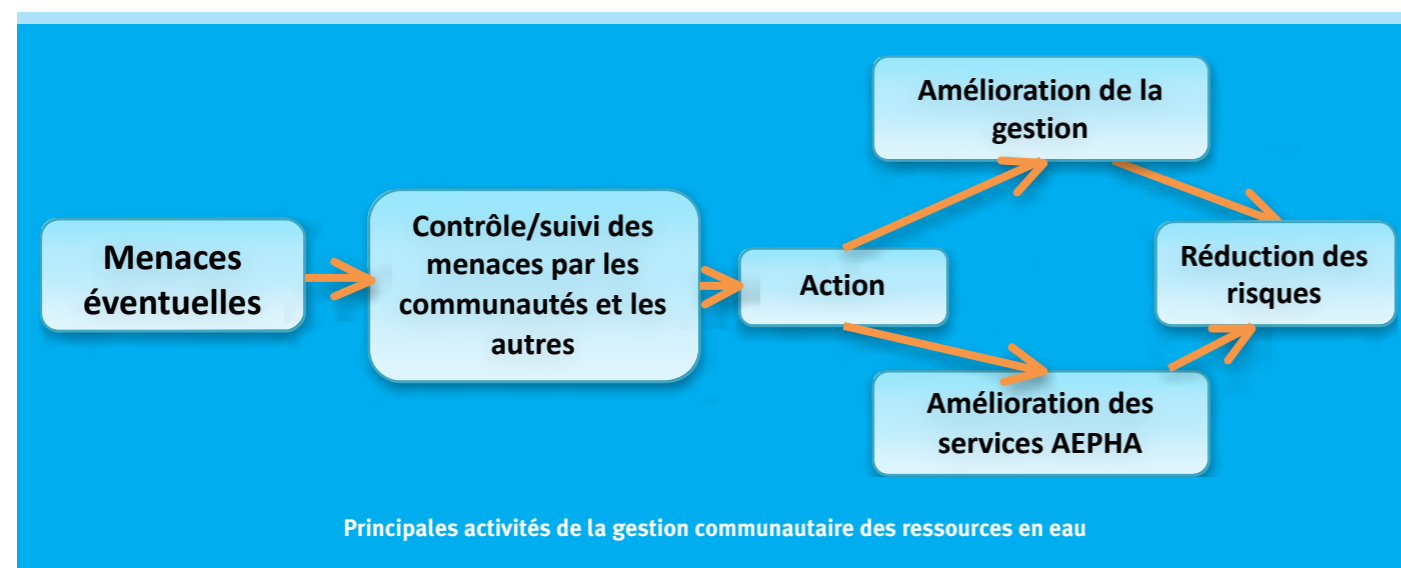 Menaces
éventuelles
Contrôle/suivi des
menaces par les
communautés et les
autres
Action
Amélioration de la
gestion
Amélioration des
services AEPHA
Réduction des
risques
Principales activités de la gestion communautaire des ressources en eau